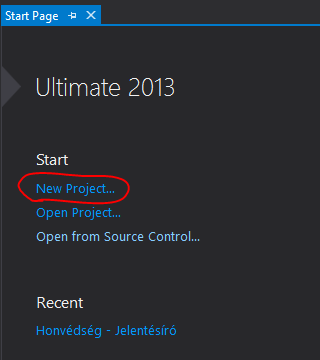 Start Page
Ultimate 2013
Start
New Project...
Open Project...
Open from Source Control...
Recent
Honvédség - Jelentésíró